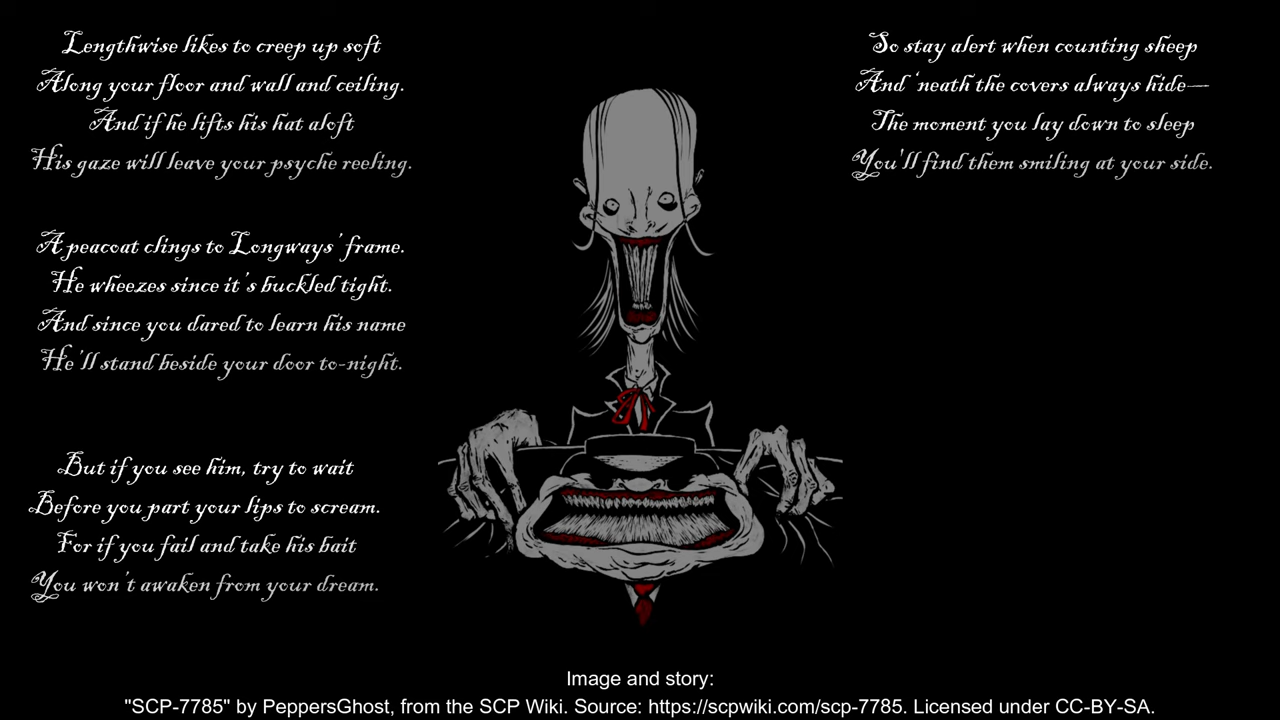 Lengthwise likes to creep up soft
Along your floor and wall and ceiling.
And if he lifts his hat aloft
His gaze will leave your psyche reeling.
A peacoat clings to Longways' frame.
He wheezes since it's buckled tight.
And since you dared to learn his name
He'll stand beside your door to-night.
But if you see him, try to wait
Before you part your lips to scream.
For if you fail and take his bait
You won't awaken from your dream.
So stay alert when counting sheep
And 'neath the covers always hide—
The moment you lay down to sleep
You'll find them smiling at your side.
Image and story:
"SCP-7785" by PeppersGhost, from the SCP Wiki. Source: https://scpwiki.com/scp-7785. Licensed under CC-BY-SA.